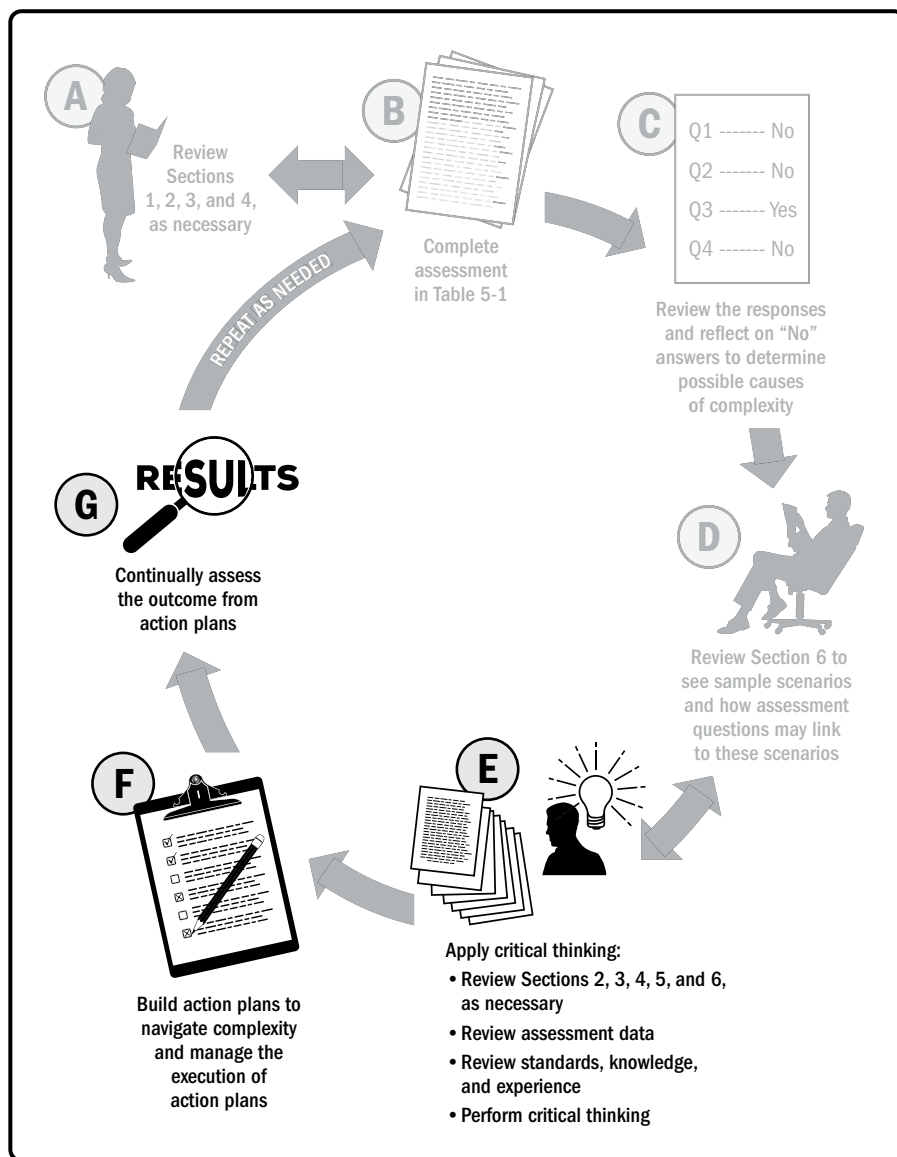 A
Review
Sections
1, 2, 3, and 4,
as necessary
B
Complete
assessment
in Table 5-1
C
Q1 ------- No
Q2 ------- No
Q3 ------- Yes
Q4 ------- No
Review the responses
and reflect on “No”
answers to determine
possible causes
of complexity
D
Review Section 6 to
see sample scenarios
and how assessment
questions may link
to these scenarios
E
Apply critical thinking:
• Review Sections 2, 3, 4, 5, and 6,
as necessary
• Review assessment data
• Review standards, knowledge,
and experience
• Perform critical thinking
F
Build action plans to
navigate complexity
and manage the
execution of
action plans
G
RESULTS
Continually assess
the outcome from
action plans
REPEAT AS NEEDED